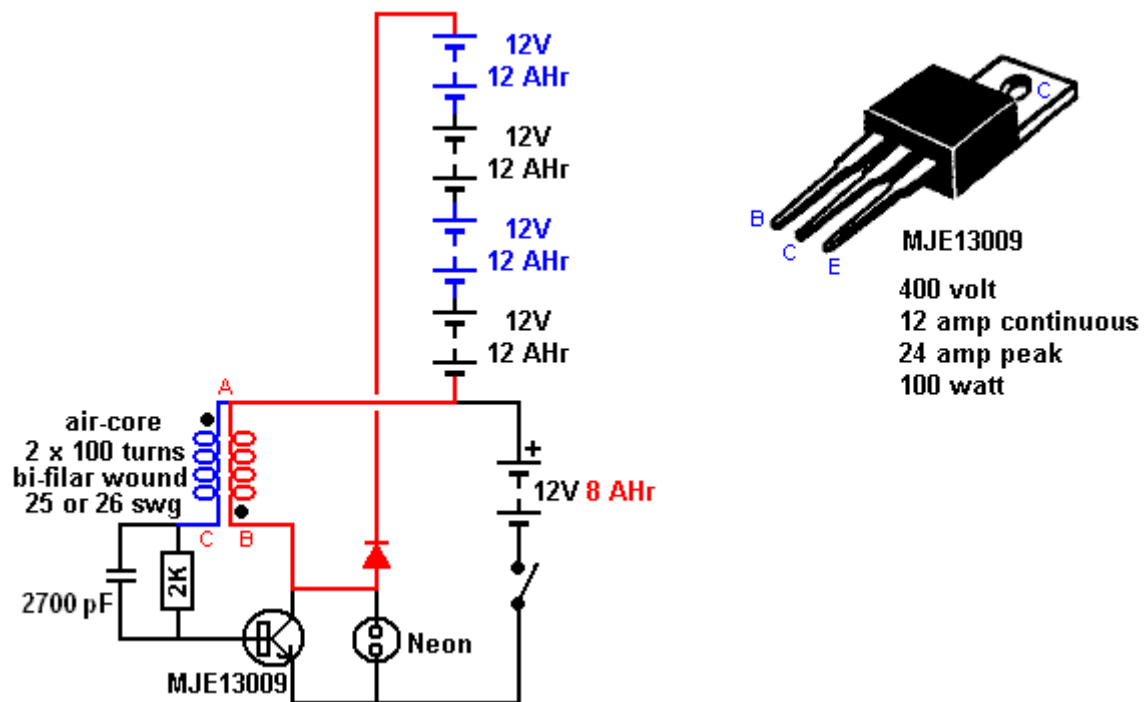 12V
12 AHr
12V
12 AHr
12V
12 AHr
12V
12 AHr
A
air-core
2 x 100 turns
bi-filar wound
25 or 26 swg
C
B
2700 pF
2K
MJE13009
Neon
+
12V 8 AHr
C
B
C
E
MJE13009
400 volt
12 amp continuous
24 amp peak
100 watt